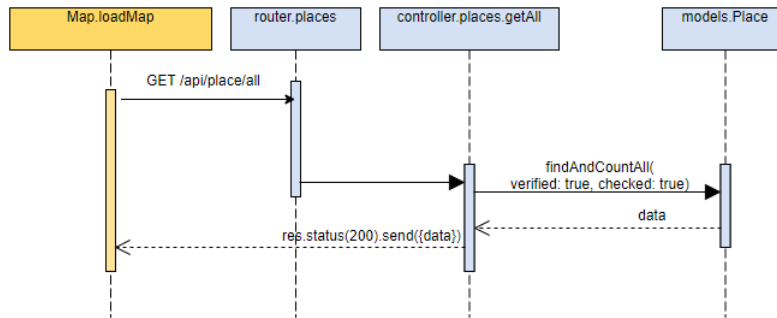 Map.loadMap
router.places
controller.places.getAll
models.Place
GET /api/place/all
findAndCountAll(
verified: true, checked: true)
data
res.status(200).send({data})